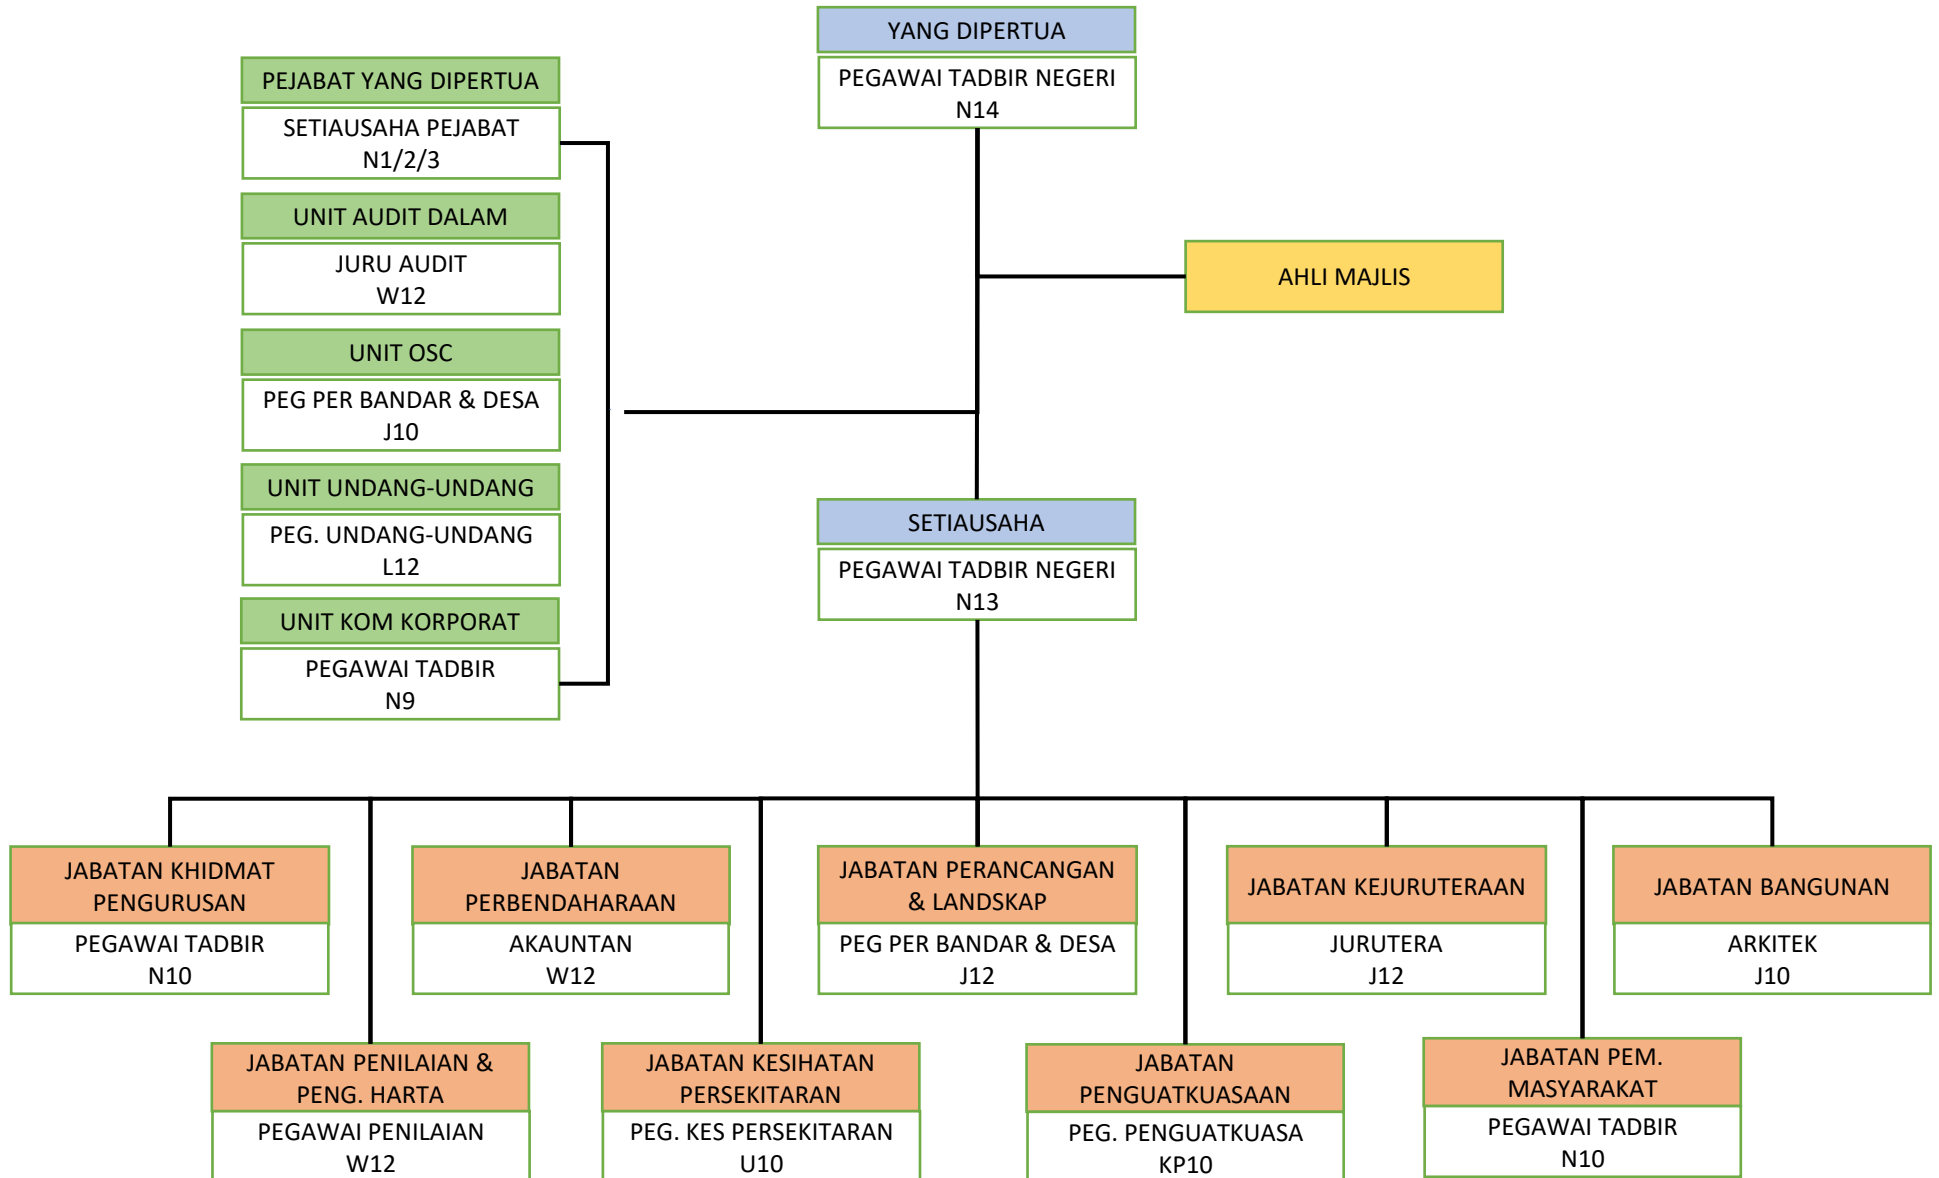 YANG DIPERTUA
PEGAWAI TADBIR NEGERI
N14
PEJABAT YANG DIPERTUA
SETIAUSAHA PEJABAT
N1/2/3
UNIT AUDIT DALAM
JURU AUDIT
W12
UNIT OSC
PEG PER BANDAR & DESA
J10
UNIT UNDANG-UNDANG
PEG. UNDANG-UNDANG
L12
UNIT KOM KORPORAT
PEGAWAI TADBIR
N9
AHLI MAJLIS
SETIAUSAHA
PEGAWAI TADBIR NEGERI
N13
JABATAN KHIDMAT
PENGURUSAN
PEGAWAI TADBIR
N10
JABATAN
PERBENDAHARAAN
AKAUNTAN
W12
JABATAN PERANCANGAN
& LANDSKAP
PEG PER BANDAR & DESA
J12
JABATAN KEJURUTERAAN
JURUTERA
J12
JABATAN BANGUNAN
ARKITEK
J10
JABATAN PENILAIAN &
PENG. HARTA
PEGAWAI PENILAIAN
W12
JABATAN KESIHATAN
PERSEKITARAN
PEG. KES PERSEKITARAN
U10
JABATAN
PENGUATKUASAAN
PEG. PENGUATKUASA
KP10
JABATAN PEM.
MASYARAKAT
PEGAWAI TADBIR
N10